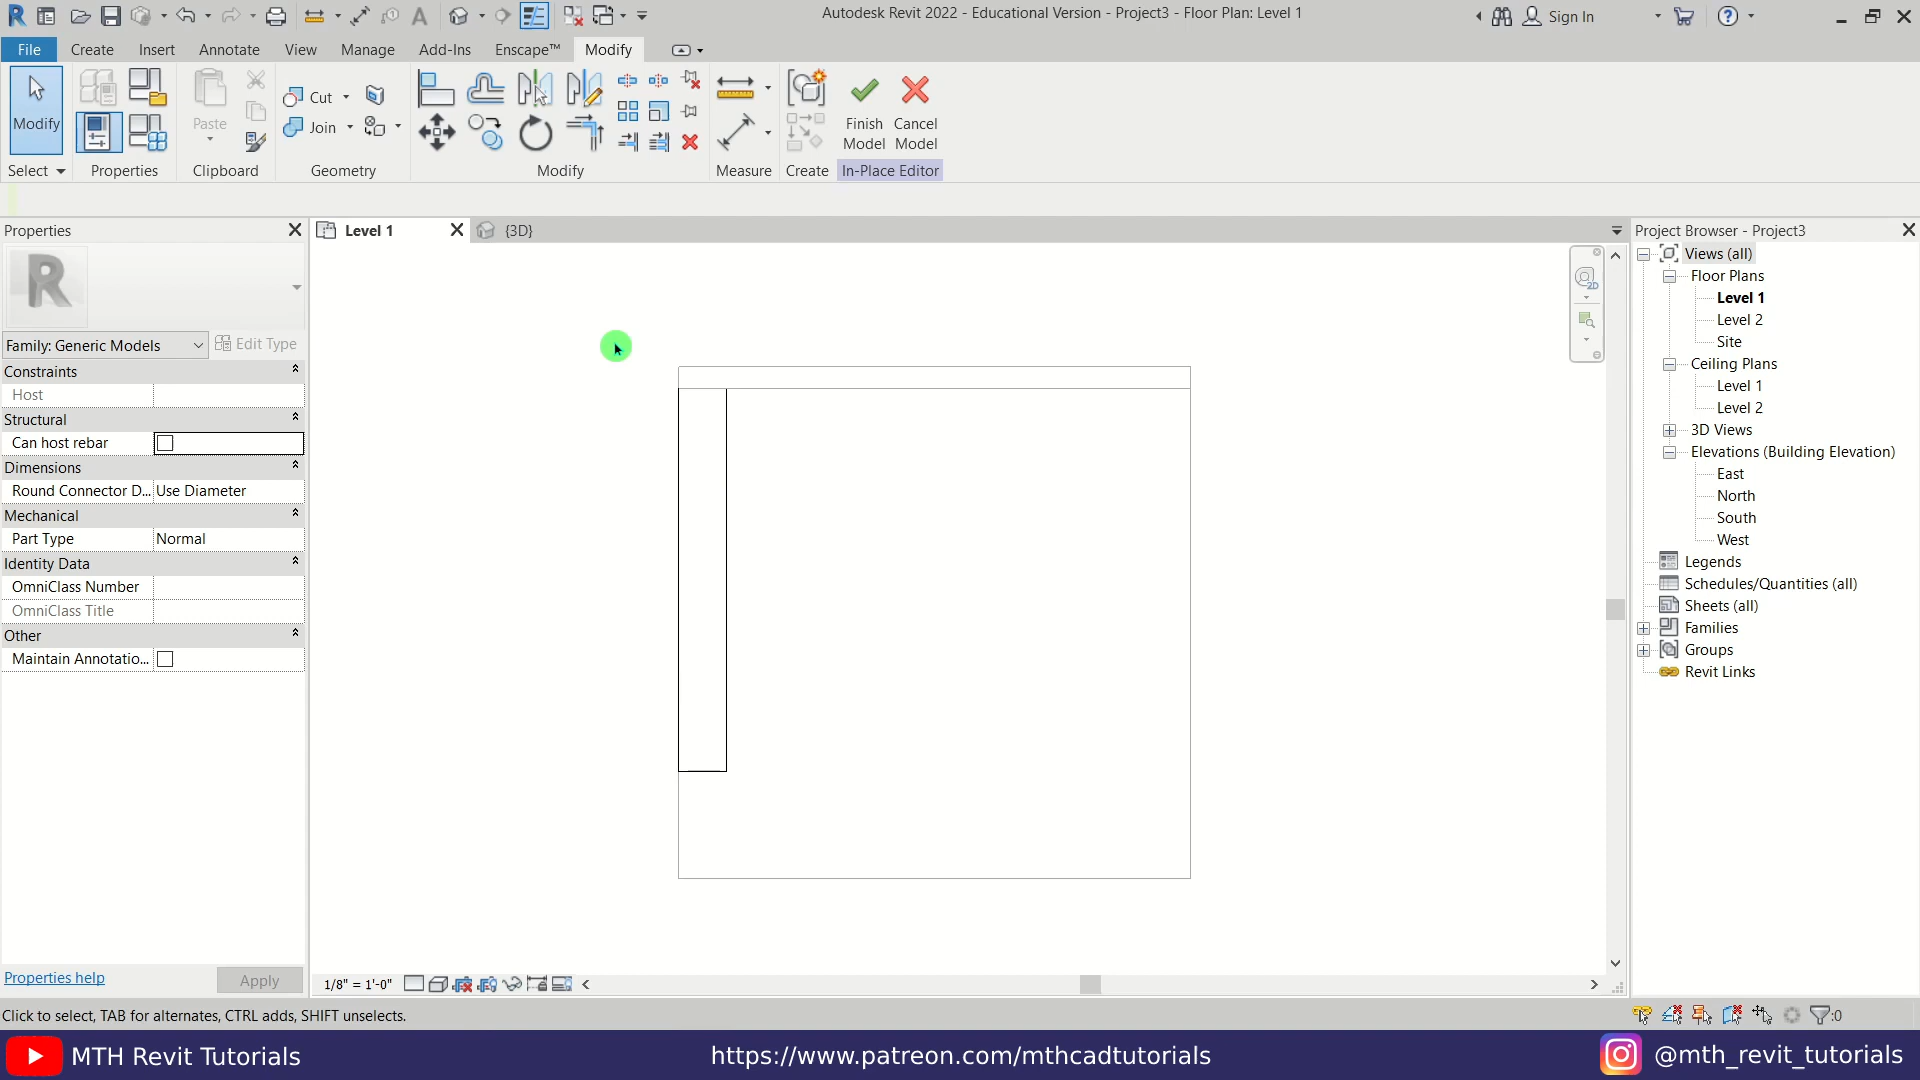 Autodesk Revit 2022 - Educational Version - Project3 - Floor Plan: Level 1
Sign In
File Create Insert Annotate View Manage Add-Ins Enscape™ Modify
Modify
Paste
Cut
Join
Finish Model
Cancel Model
Select Properties Clipboard Geometry Modify Measure Create In-Place Editor
Properties
Level 1
{3D}
Project Browser - Project3
Family: Generic Models
Edit Type
Constraints
Host
Structural
Can host rebar
Dimensions
Round Connector D... Use Diameter
Mechanical
Part Type Normal
Identity Data
OmniClass Number
OmniClass Title
Other
Maintain Annotatio...
Properties help
Apply
2D
Views (all)
Floor Plans
Level 1
Level 2
Site
Ceiling Plans
Level 1
Level 2
3D Views
Elevations (Building Elevation)
East
North
South
West
Legends
Schedules/Quantities (all)
Sheets (all)
Families
Groups
Revit Links
1/8" = 1'-0"
Click to select, TAB for alternates, CTRL adds, SHIFT unselects.
:0
MTH Revit Tutorials
https://www.patreon.com/mthcadtutorials
@mth_revit_tutorials